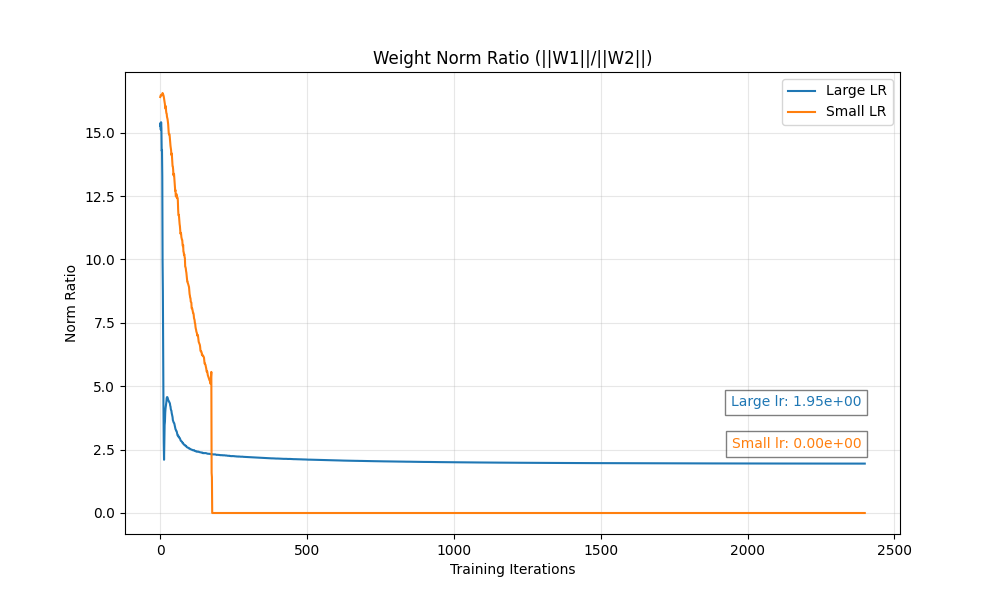 Weight Norm Ratio (||W1||/||W2||)
Large LR
Small LR
15.0
12.5
10.0
7.5
5.0
2.5
0.0
Norm Ratio
Large lr: 1.95e+00
Small lr: 0.00e+00
0
500
1000
1500
2000
2500
Training Iterations